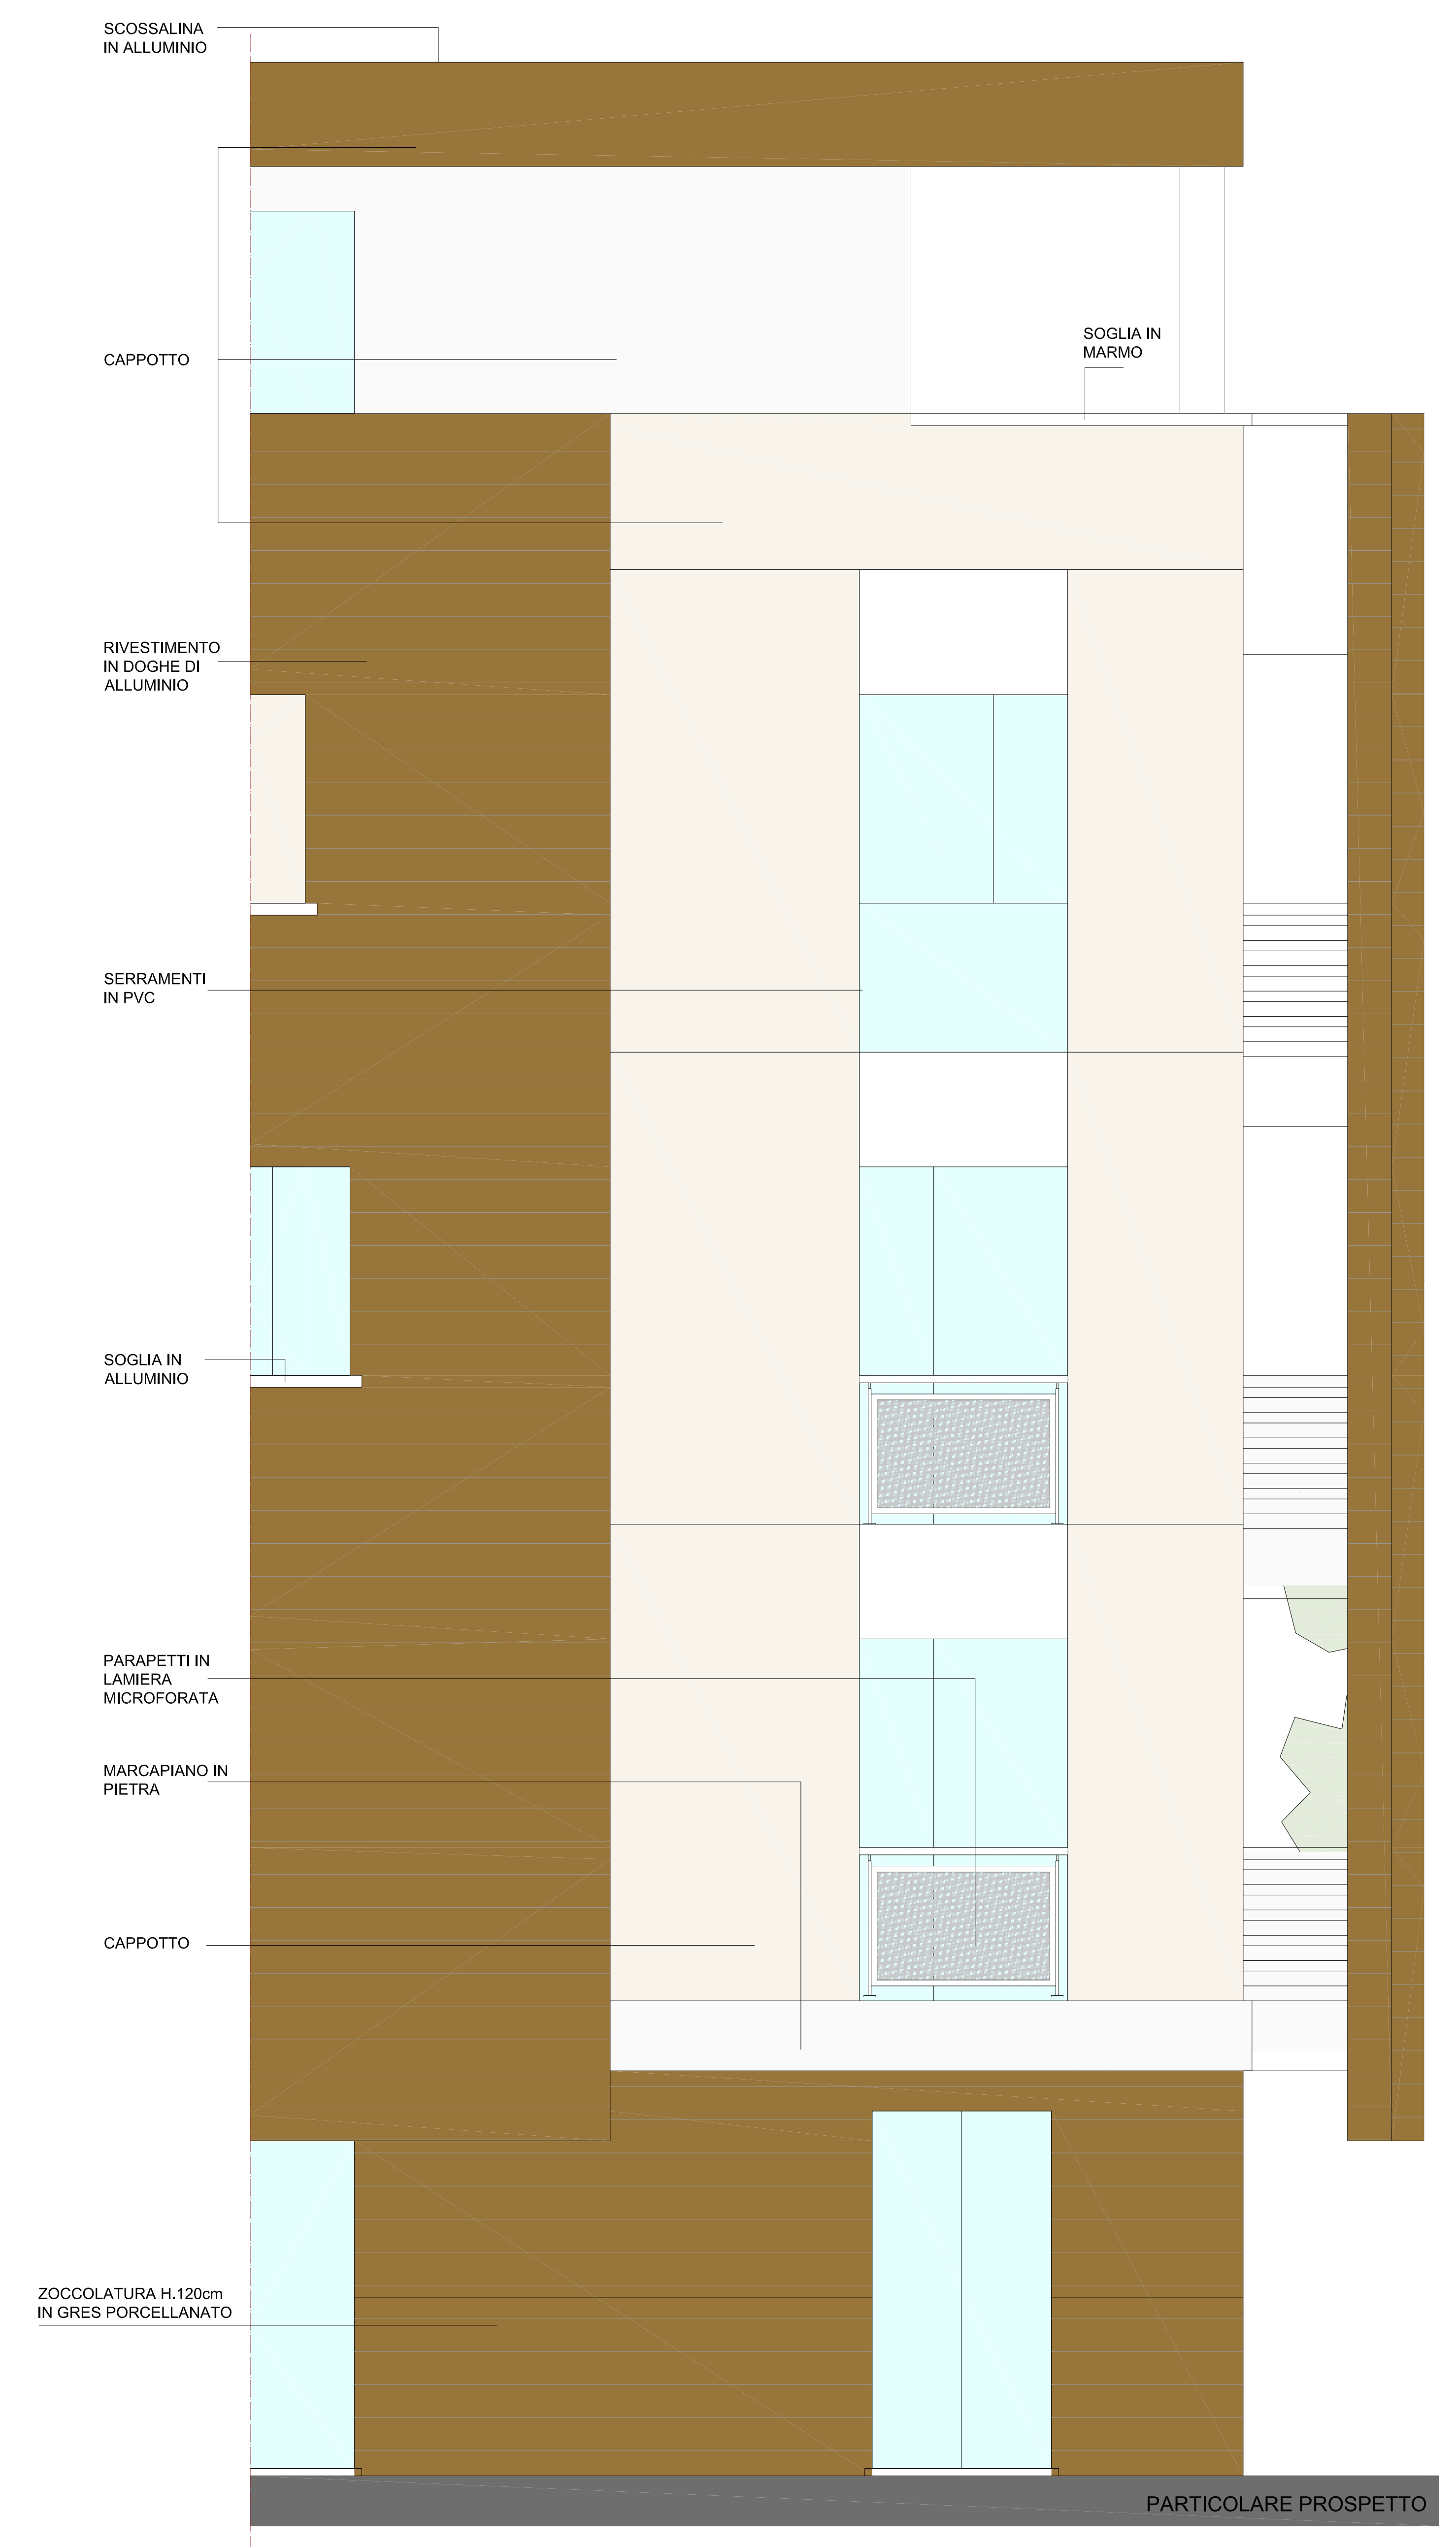 SCOSSALINA
IN ALLUMINIO
SOGLIA IN
MARMO
CAPPOTTO
RIVESTIMENTO
IN DOGHE DI
ALLUMINIO
SERRAMENTI
IN PVC
SOGLIA IN
ALLUMINIO
PARAPETTI IN
LAMIERA
MICROFORATA
MARCAPIANO IN
PIETRA
CAPPOTTO
ZOCCOLATURA H.120cm
IN GRES PORCELLANATO
PARTICOLARE PROSPETTO